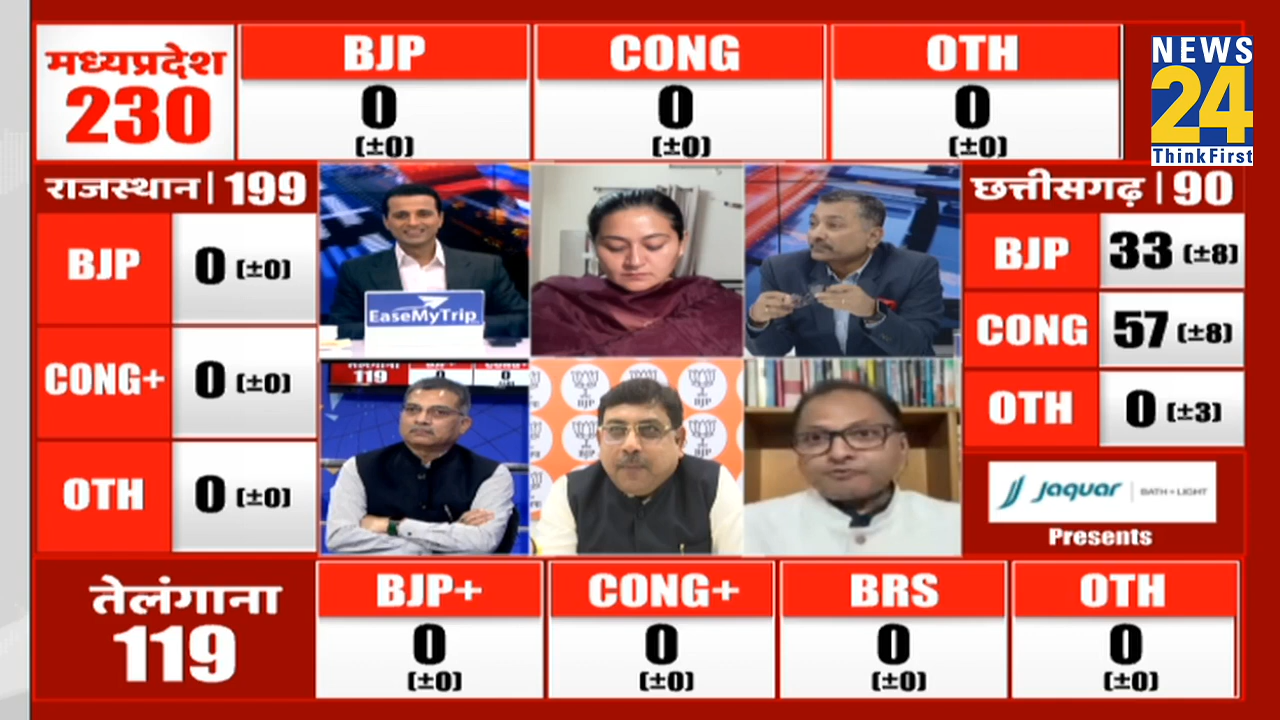 मध्यप्रदेश
230
BJP
0
(±0)
CONG
0
(±0)
OTH
0
(±0)
NEWS
24
ThinkFirst
राजस्थान | 199
BJP 0 (±0)
CONG+ 0 (±0)
OTH 0 (±0)
EaseMyTrip
119
BJP
BJP
BJP
छत्तीसगढ़ | 90
BJP 33 (±8)
CONG 57 (±8)
OTH 0 (±3)
Jaquar | BATH + LIGHT
Presents
तेलंगाना
119
BJP+
0
(±0)
CONG+
0
(±0)
BRS
0
(±0)
OTH
0
(±0)